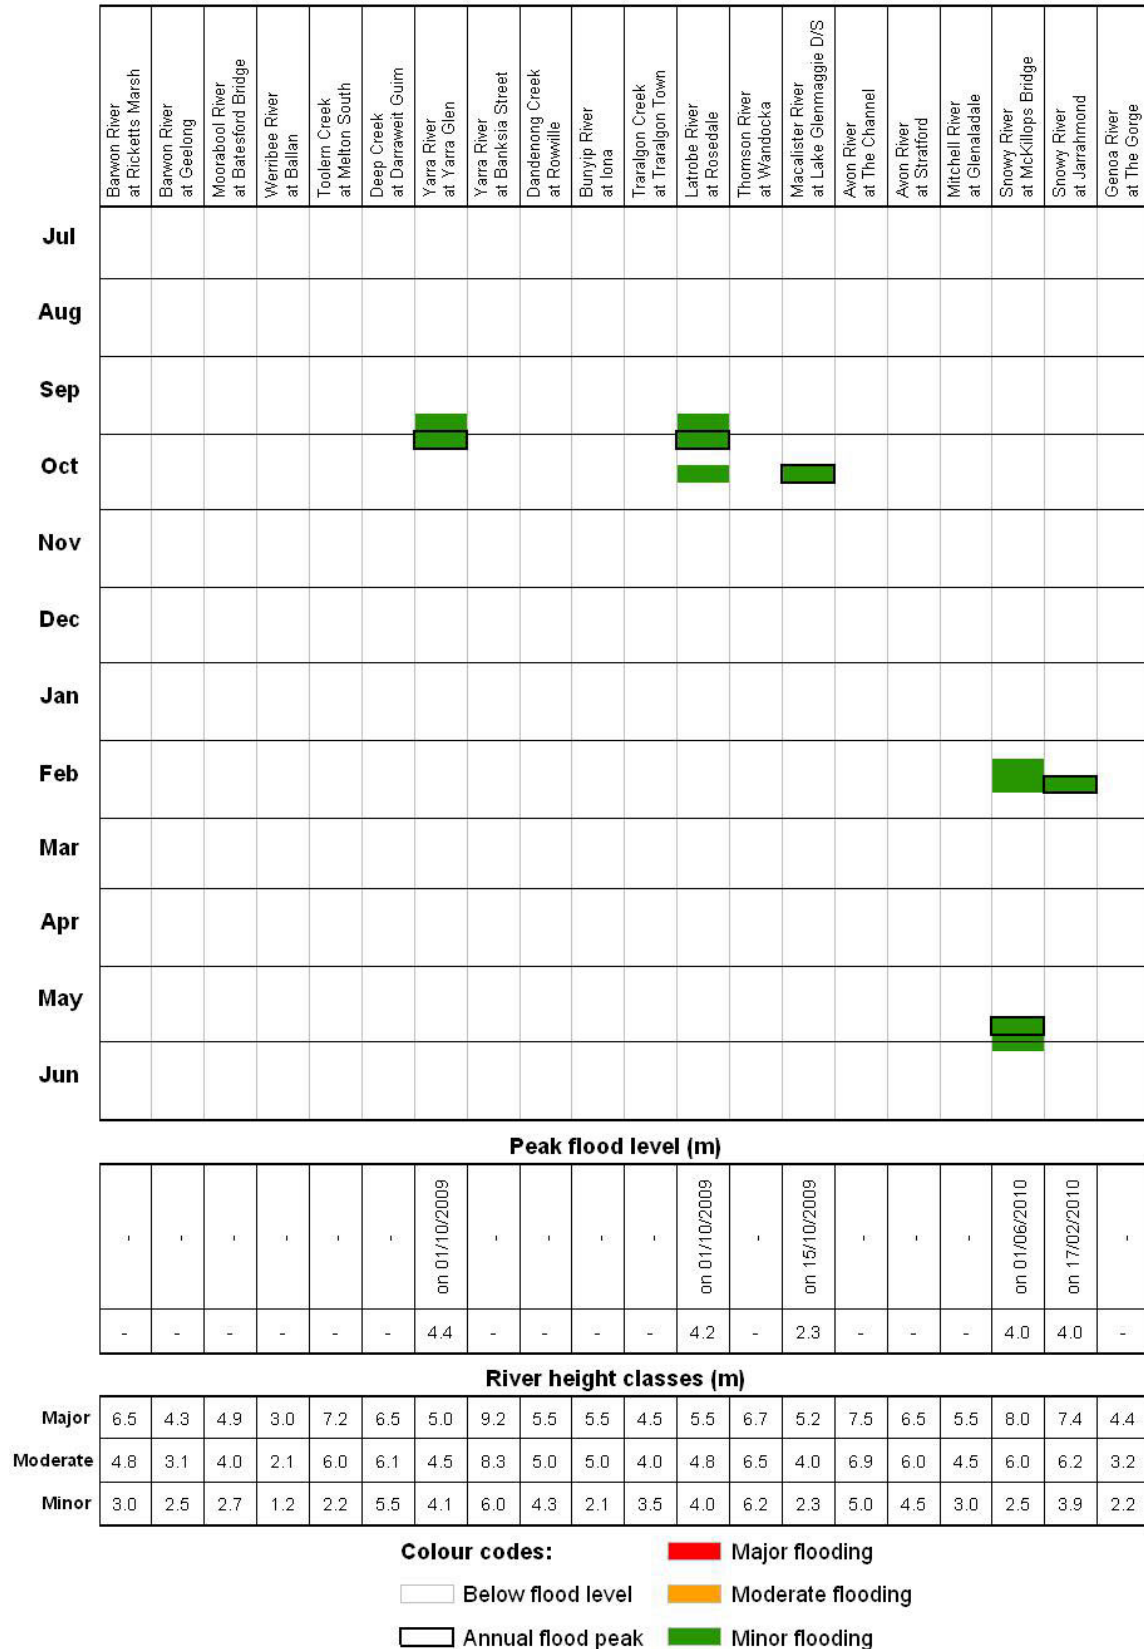 Barwon River
at Ricketts Marsh
Barwon River
at Geelong
Moorabool River
at Batesford Bridge
Werribee River
at Ballan
Toolern Creek
at Melton South
Deep Creek
at Darraweit Guim
Yarra River
at Yarra Glen
Yarra River
at Banksia Street
Dandenong Creek
at Rowville
Bunyip River
at Iona
Traralgon Creek
at Traralgon Town
Latrobe River
at Rosedale
Thomson River
at Wandocka
Macalister River
at Lake Glenmaggie D/S
Avon River
at The Channel
Avon River
at Stratford
Mitchell River
at Glenaladale
Snowy River
at McKillops Bridge
Snowy River
at Jarrahmond
Genoa River
at The Gorge
Jul
Aug
Sep
Oct
Nov
Dec
Jan
Feb
Mar
Apr
May
Jun
Peak flood level (m)
- - - - - - on 01/10/2009 - - - - on 01/10/2009 - on 15/10/2009 - - - on 01/06/2010 on 17/02/2010 -
- - - - - - 4.4 - - - - 4.2 - 2.3 - - - 4.0 4.0 -
River height classes (m)
Major 6.5 4.3 4.9 3.0 7.2 6.5 5.0 9.2 5.5 5.5 4.5 5.5 6.7 5.2 7.5 6.5 5.5 8.0 7.4 4.4
Moderate 4.8 3.1 4.0 2.1 6.0 6.1 4.5 8.3 5.0 5.0 4.0 4.8 6.5 4.0 6.9 6.0 4.5 6.0 6.2 3.2
Minor 3.0 2.5 2.7 1.2 2.2 5.5 4.1 6.0 4.3 2.1 3.5 4.0 6.2 2.3 5.0 4.5 3.0 2.5 3.9 2.2
Colour codes:
Major flooding
Below flood level
Moderate flooding
Annual flood peak
Minor flooding